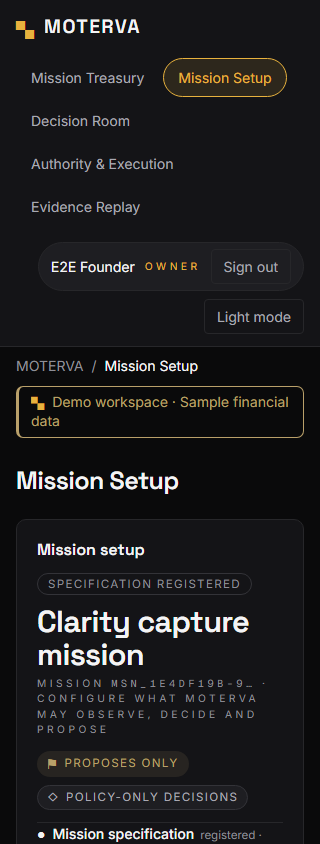 MOTERVA
Mission Treasury
Mission Setup
Decision Room
Authority & Execution
Evidence Replay
E2E Founder OWNER Sign out
Light mode
MOTERVA / Mission Setup
Demo workspace · Sample financial
data
Mission Setup
Mission setup
SPECIFICATION REGISTERED
Clarity capture
mission
MISSION MSN_1E4DF19B-9… ·
CONFIGURE WHAT MOTERVA
MAY OBSERVE, DECIDE AND
PROPOSE
PROPOSES ONLY
POLICY-ONLY DECISIONS
Mission specification registered ·